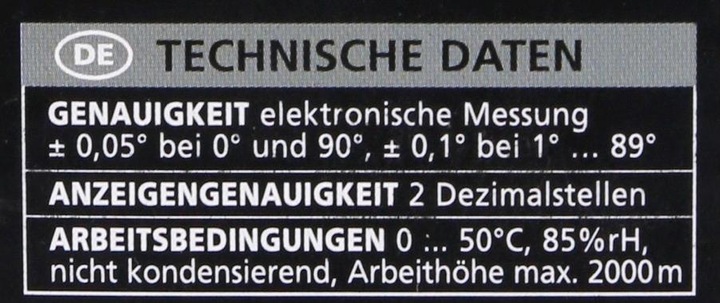 DE TECHNISCHE DATEN
GENAUIGKEIT elektronische Messung
± 0,05° bei 0° und 90°, ± 0,1° bei 1° ... 89°
ANZEIGENGENAUIGKEIT 2 Dezimalstellen
ARBEITSBEDINGUNGEN 0 ... 50°C, 85%rH,
nicht kondensierend, Arbeithöhe max. 2000m